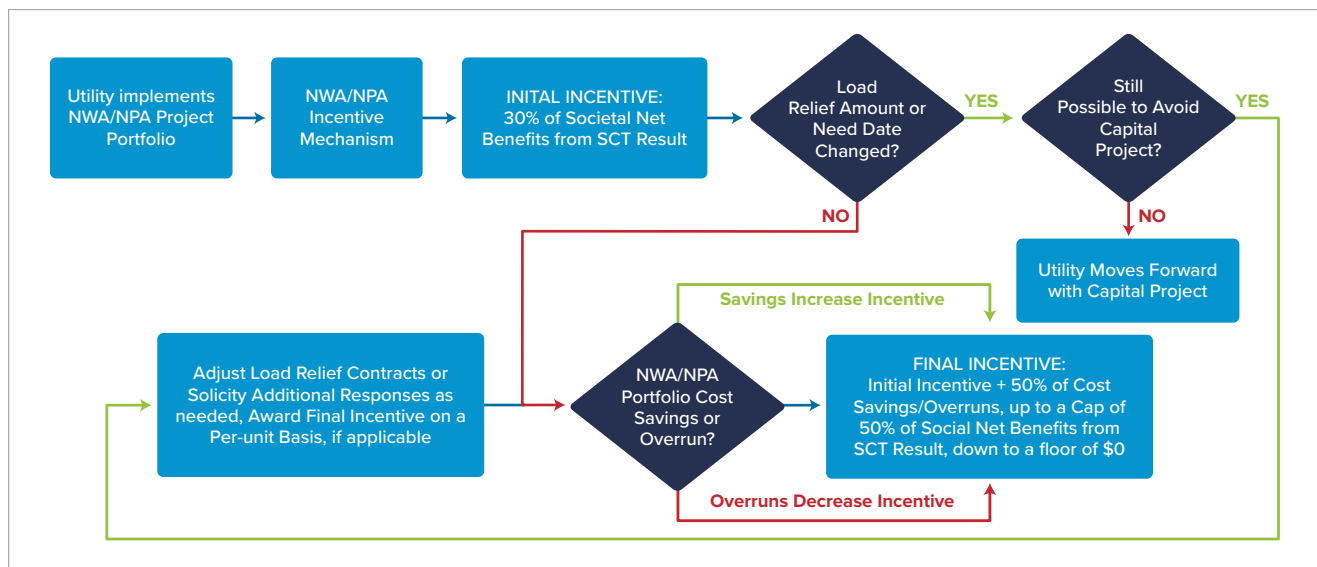 Utility implements
NWA/NPA Project
Portfolio
NWA/NPA
Incentive
Mechanism
INITAL INCENTIVE:
30% of Societal Net
Benefits from SCT Result
Load
Relief Amount or
Need Date
Changed?
YES
Still
Possible to Avoid
Capital
Project?
YES
NO
NO
Utility Moves Forward
with Capital Project
Savings Increase Incentive
Adjust Load Relief Contracts or
Solicity Additional Responses as
needed, Award Final Incentive on a
Per-unit Basis, if applicable
NWA/NPA
Portfolio Cost
Savings or
Overrun?
FINAL INCENTIVE:
Initial Incentive + 50% of Cost
Savings/Overruns, up to a Cap of
50% of Social Net Benefits from
SCT Result, down to a floor of $0
Overruns Decrease Incentive